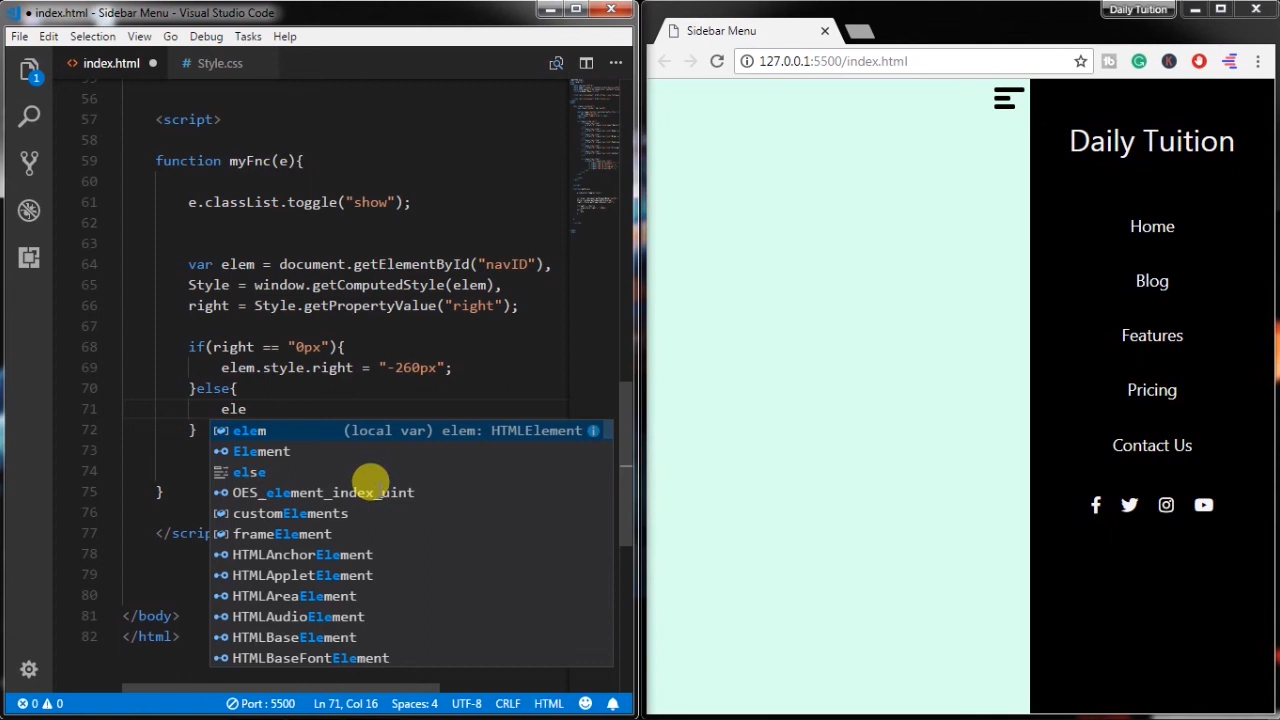 index.html - Sidebar Menu - Visual Studio Code
File Edit Selection View Go Debug Tasks Help
index.html
Style.css
1
56
57 <script>
58
59 function myFnc(e){
60
61 e.classList.toggle("show");
62
63
64 var elem = document.getElementById("navID"),
65 Style = window.getComputedStyle(elem),
66 right = Style.getPropertyValue("right");
67
68 if(right == "0px"){
69 elem.style.right = "-260px";
70 }else{
71 ele
72 }
elem (local var) elem: HTMLElement
73
Element
74
else
75 }
OES_element_index_uint
76
customElements
77 </scrip
frameElement
78
HTMLAnchorElement
79
HTMLAppletElement
80
HTMLAreaElement
81 </body>
HTMLAudioElement
82 </html>
HTMLBaseElement
HTMLBaseFontElement
0 0 Port : 5500 Ln 71, Col 16 Spaces: 4 UTF-8 CRLF HTML
Daily Tuition
Sidebar Menu
127.0.0.1:5500/index.html
Daily Tuition
Home
Blog
Features
Pricing
Contact Us